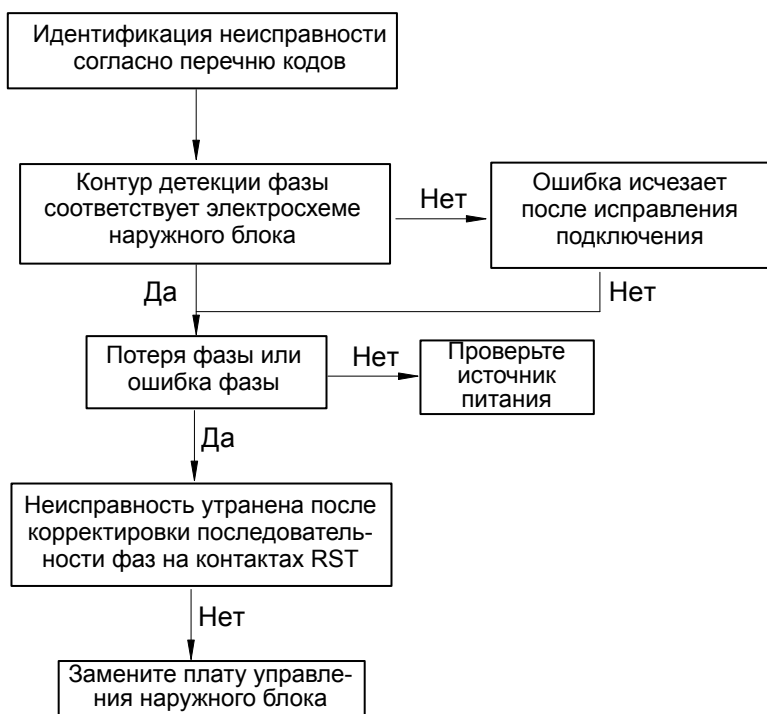 Идентификация неисправности
согласно перечню кодов
Контур детекции фазы
соответствует электросхеме
наружного блока
Нет
Ошибка исчезает
после исправления
подключения
Да
Нет
Потеря фазы или
ошибка фазы
Нет
Проверьте
источник
питания
Да
Неисправность утранена после
корректировки последователь-
ности фаз на контактах RST
Нет
Замените плату управле-
ния наружного блока